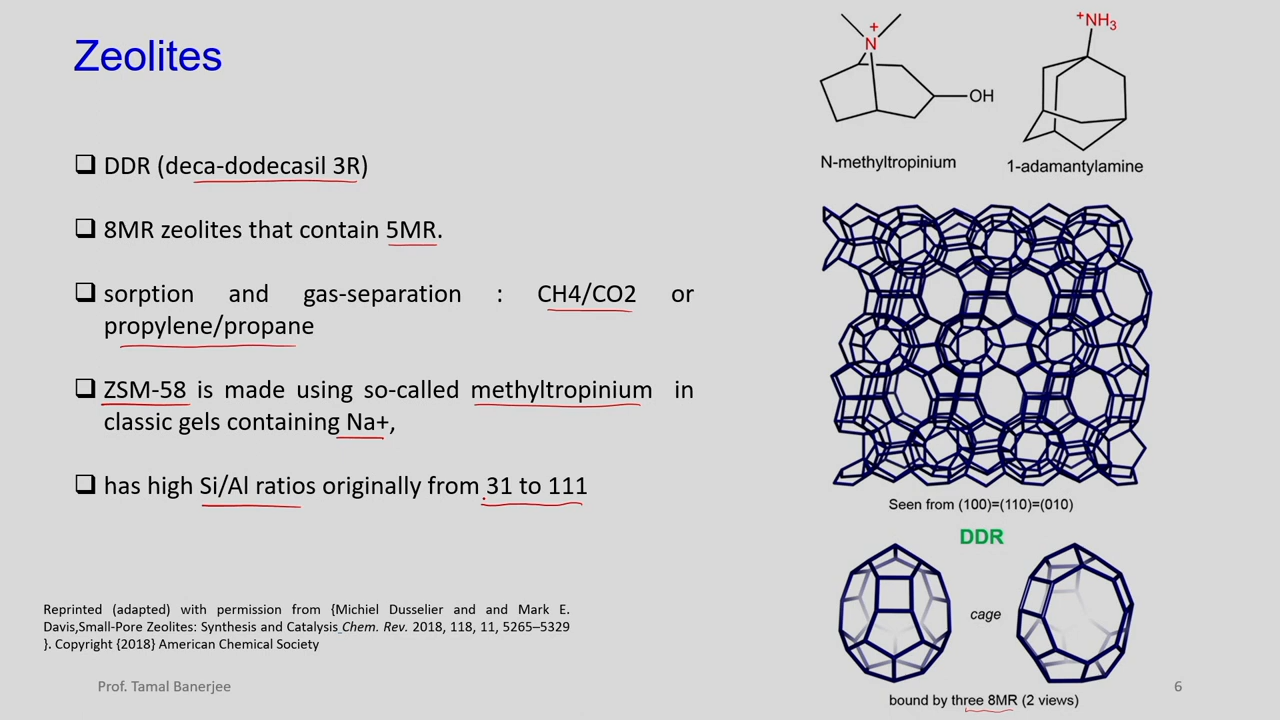 Zeolites
❑ DDR (deca-dodecasil 3R)
❑ 8MR zeolites that contain 5MR.
❑ sorption and gas-separation : CH4/CO2 or
propylene/propane
❑ ZSM-58 is made using so-called methyltropinium in
classic gels containing Na+,
❑ has high Si/Al ratios originally from 31 to 111
Reprinted (adapted) with permission from {Michiel Dusselier and and Mark E.
Davis,Small-Pore Zeolites: Synthesis and Catalysis Chem. Rev. 2018, 118, 11, 5265–5329
}. Copyright {2018} American Chemical Society
Prof. Tamal Banerjee
+
N
OH
N-methyltropinium
+NH3
1-adamantylamine
Seen from (100)=(110)=(010)
DDR
cage
bound by three 8MR (2 views)
6